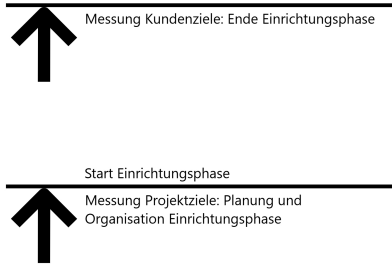 Messung Kundenziele: Ende Einrichtungsphase
Start Einrichtungsphase
Messung Projektziele: Planung und
Organisation Einrichtungsphase